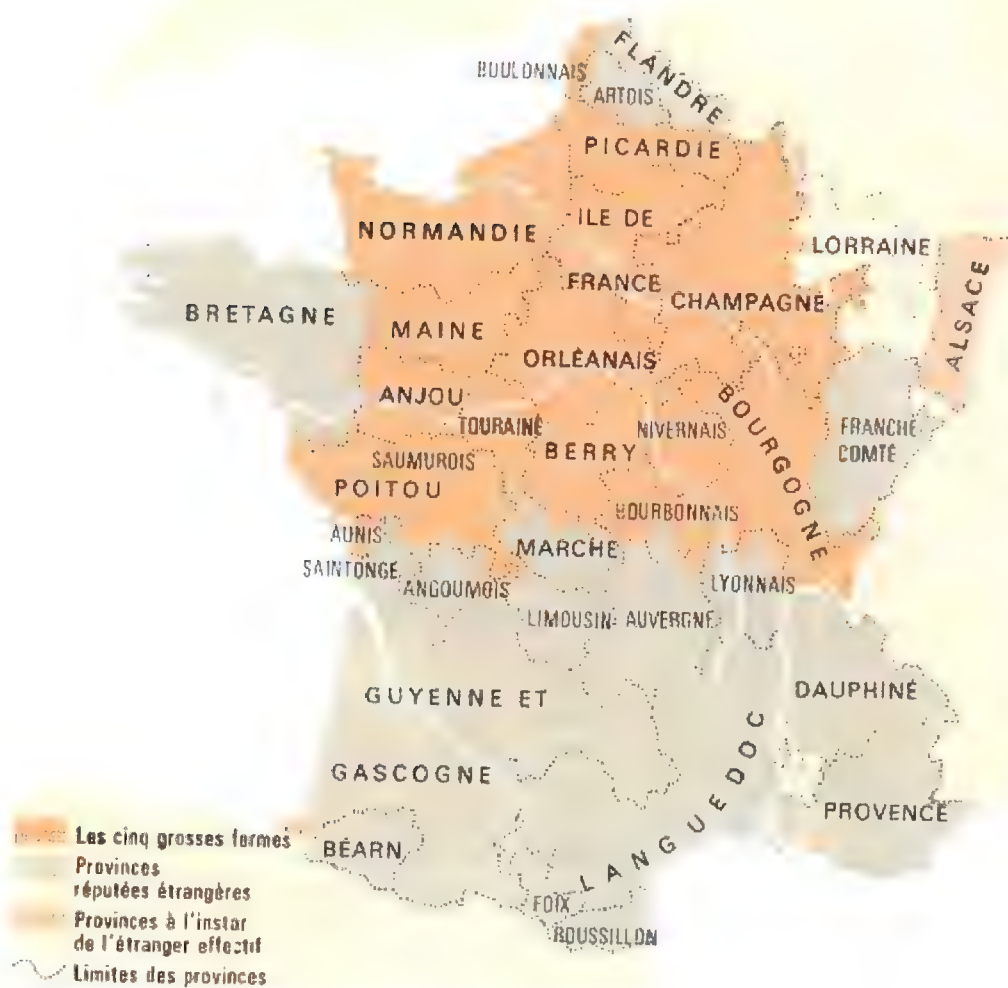 FLANDRE
BOULONNAIS
ARTOIS
PICARDIE
NORMANDIE
ILE DE
FRANCE
LORRAINE
ALSACE
CHAMPAGNE
BRETAGNE
MAINE
ORLÉANAIS
ANJOU
TOURAINE
BOURGOGNE
NIVERNAIS
FRANCHE
COMTÉ
BERRY
SAUMUROIS
POITOU
BOURBONNAIS
AUNIS
MARCHE
SAINTONGE
ANGOUMOIS
LYONNAIS
LIMOUSIN
AUVERGNE
GUYENNE ET
GASCOGNE
DAUPHINÉ
LANGUEDOC
PROVENCE
BÉARN
FOIX
ROUSSILLON
Les cinq grosses fermes
Provinces
réputées étrangères
Provinces à l'instar
de l'étranger effectif
Limites des provinces